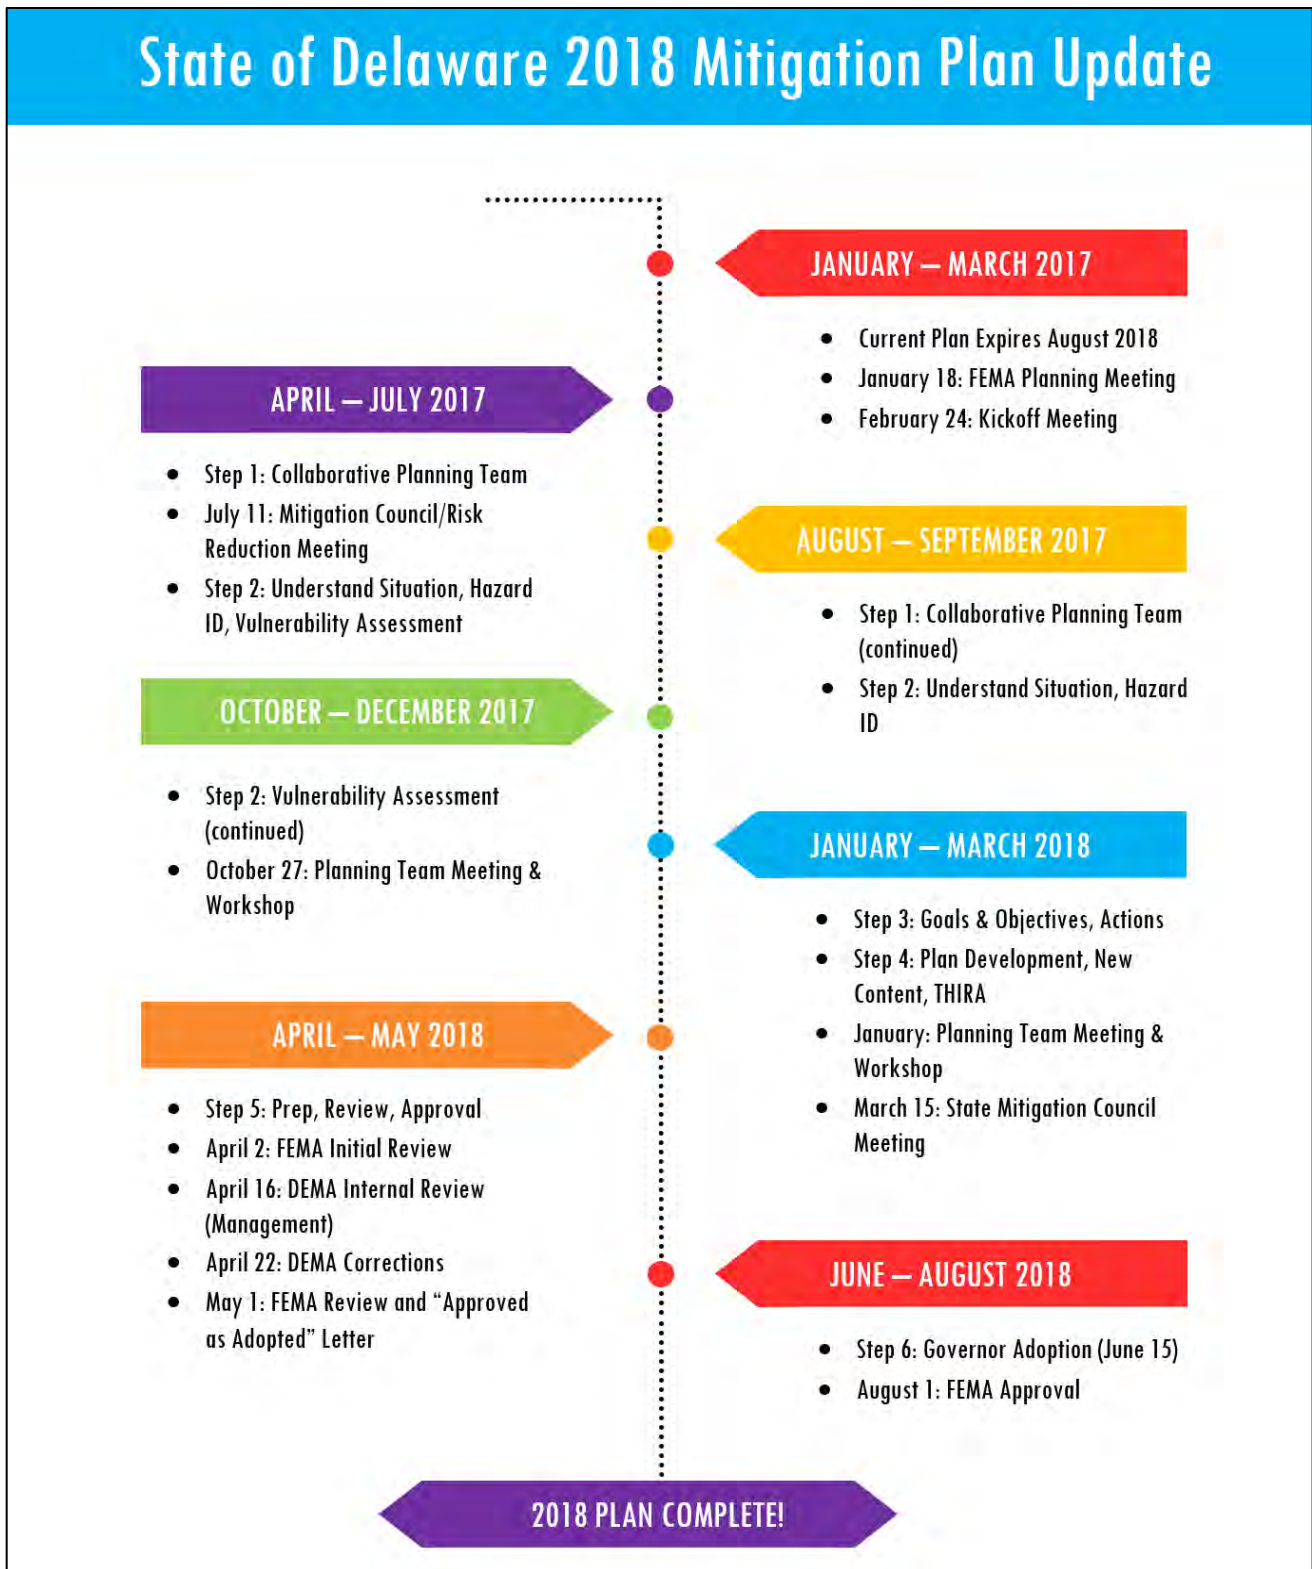 State of Delaware 2018 Mitigation Plan Update
JANUARY – MARCH 2017
• Current Plan Expires August 2018
• January 18: FEMA Planning Meeting
• February 24: Kickoff Meeting
APRIL – JULY 2017
• Step 1: Collaborative Planning Team
• July 11: Mitigation Council/Risk
Reduction Meeting
• Step 2: Understand Situation, Hazard
ID, Vulnerability Assessment
AUGUST – SEPTEMBER 2017
• Step 1: Collaborative Planning Team
(continued)
• Step 2: Understand Situation, Hazard
ID
OCTOBER – DECEMBER 2017
• Step 2: Vulnerability Assessment
(continued)
• October 27: Planning Team Meeting &
Workshop
JANUARY – MARCH 2018
• Step 3: Goals & Objectives, Actions
• Step 4: Plan Development, New
Content, THIRA
• January: Planning Team Meeting &
Workshop
• March 15: State Mitigation Council
Meeting
APRIL – MAY 2018
• Step 5: Prep, Review, Approval
• April 2: FEMA Initial Review
• April 16: DEMA Internal Review
(Management)
• April 22: DEMA Corrections
• May 1: FEMA Review and “Approved
as Adopted” Letter
JUNE – AUGUST 2018
• Step 6: Governor Adoption (June 15)
• August 1: FEMA Approval
2018 PLAN COMPLETE!